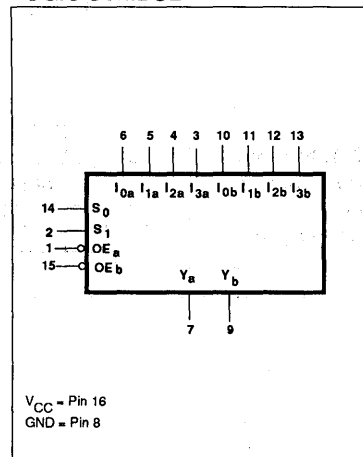 6 5 4 3 10 11 12 13
I0a I1a I2a I3a I0b I1b I2b I3b
14 S0
2 S1
1 OEa
15 OEb
Ya Yb
7 9
VCC = Pin 16
GND = Pin 8